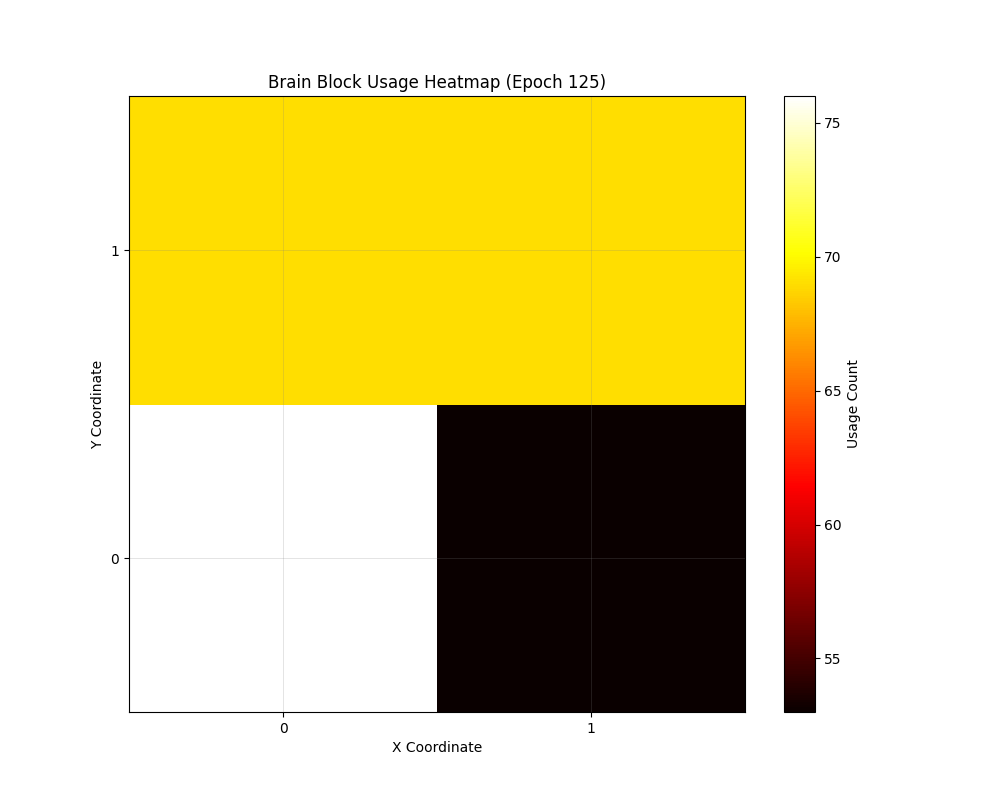 Brain Block Usage Heatmap (Epoch 125)
75
70
65
60
55
Usage Count
1
0
Y Coordinate
0 1
X Coordinate